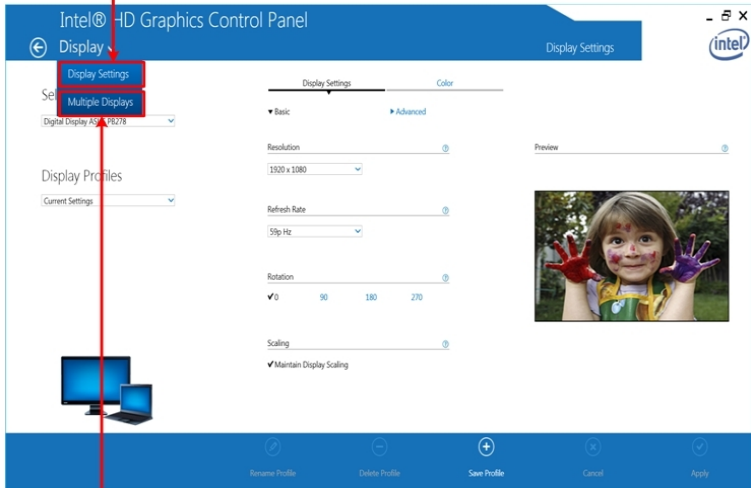 Intel® HD Graphics Control Panel
Display
Display Settings
intel
Display Settings
Multiple Displays
Digital Display PB278
Display Profiles
Current Settings
Display Settings
Color
Basic
Advanced
Resolution
1920 x 1080
Refresh Rate
59p Hz
Rotation
0 90 180 270
Scaling
Maintain Display Scaling
Preview
Rename Profile
Delete Profile
Save Profile
Cancel
Apply